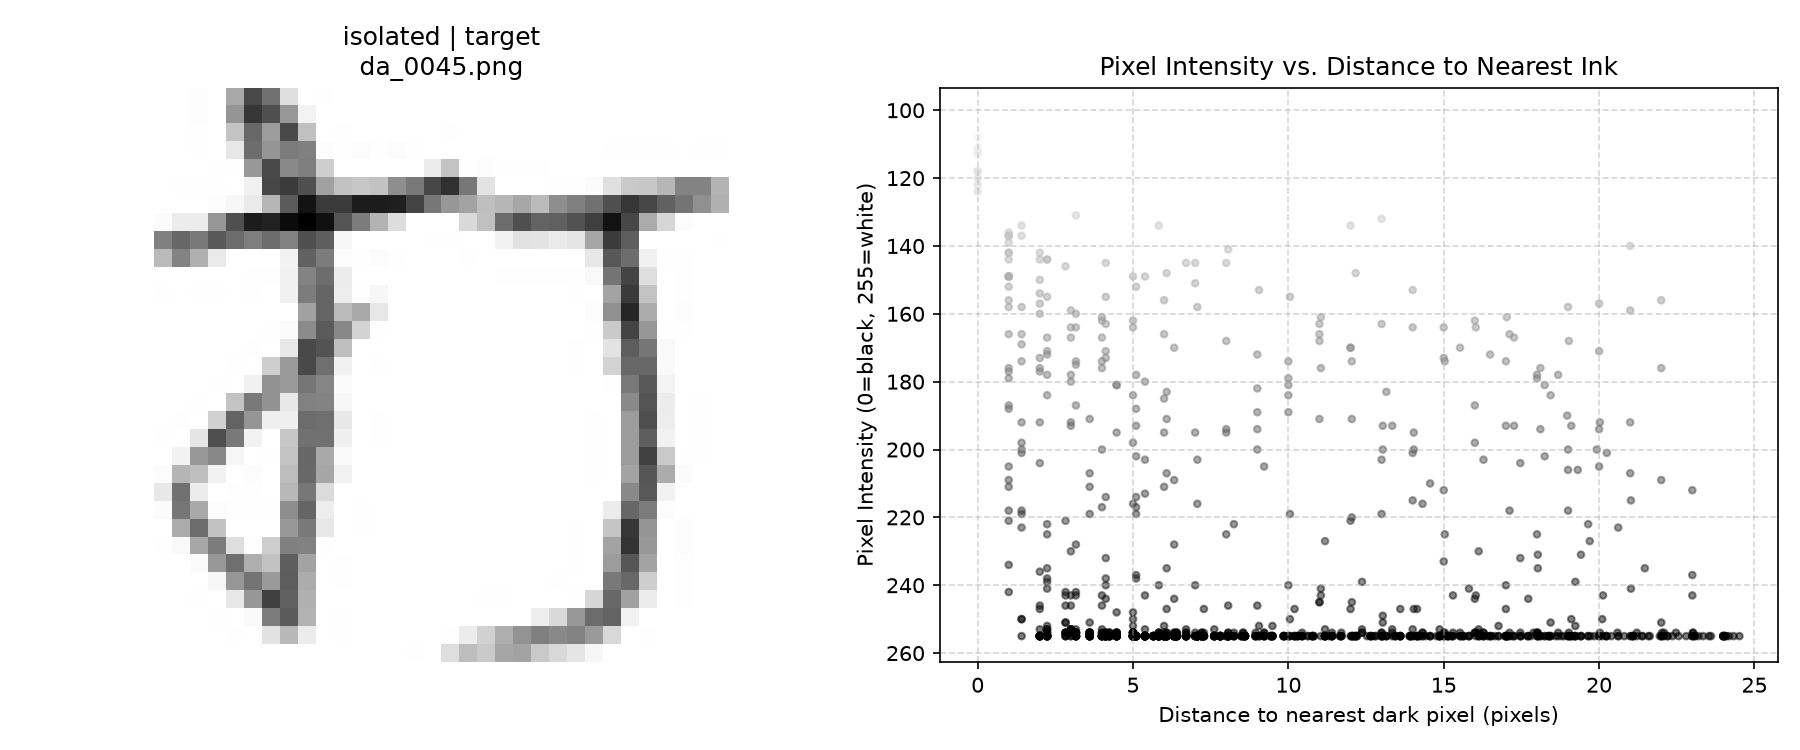 isolated | target
da_0045.png
打
Pixel Intensity vs. Distance to Nearest Ink
Pixel Intensity (0=black, 255=white)
100
120
140
160
180
200
220
240
260
0 5 10 15 20 25
Distance to nearest dark pixel (pixels)